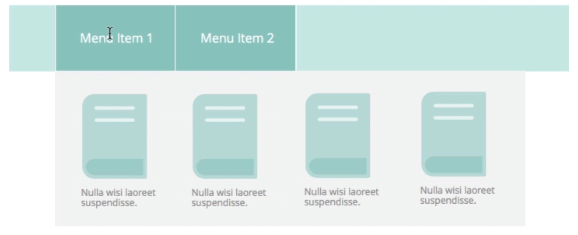 Menu Item 1
Menu Item 2
Nulla wisi laoreet
suspendisse.
Nulla wisi laoreet
suspendisse.
Nulla wisi laoreet
suspendisse.
Nulla wisi laoreet
suspendisse.